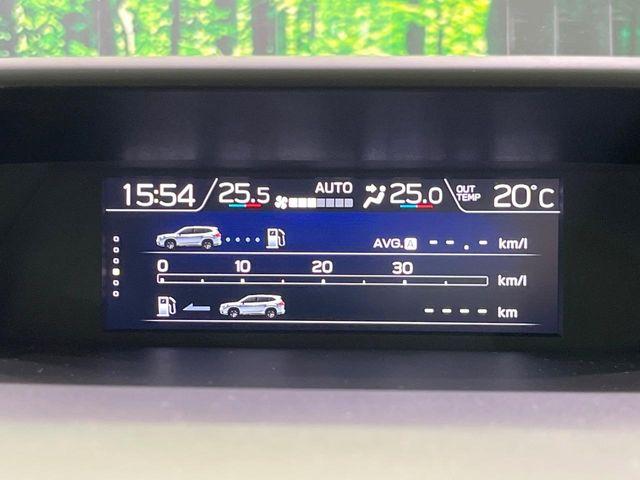 15:54 25.5 AUTO 25.0 OUT TEMP 20°C
AVG. A --.- km/l
0 10 20 30
km/l
---- km